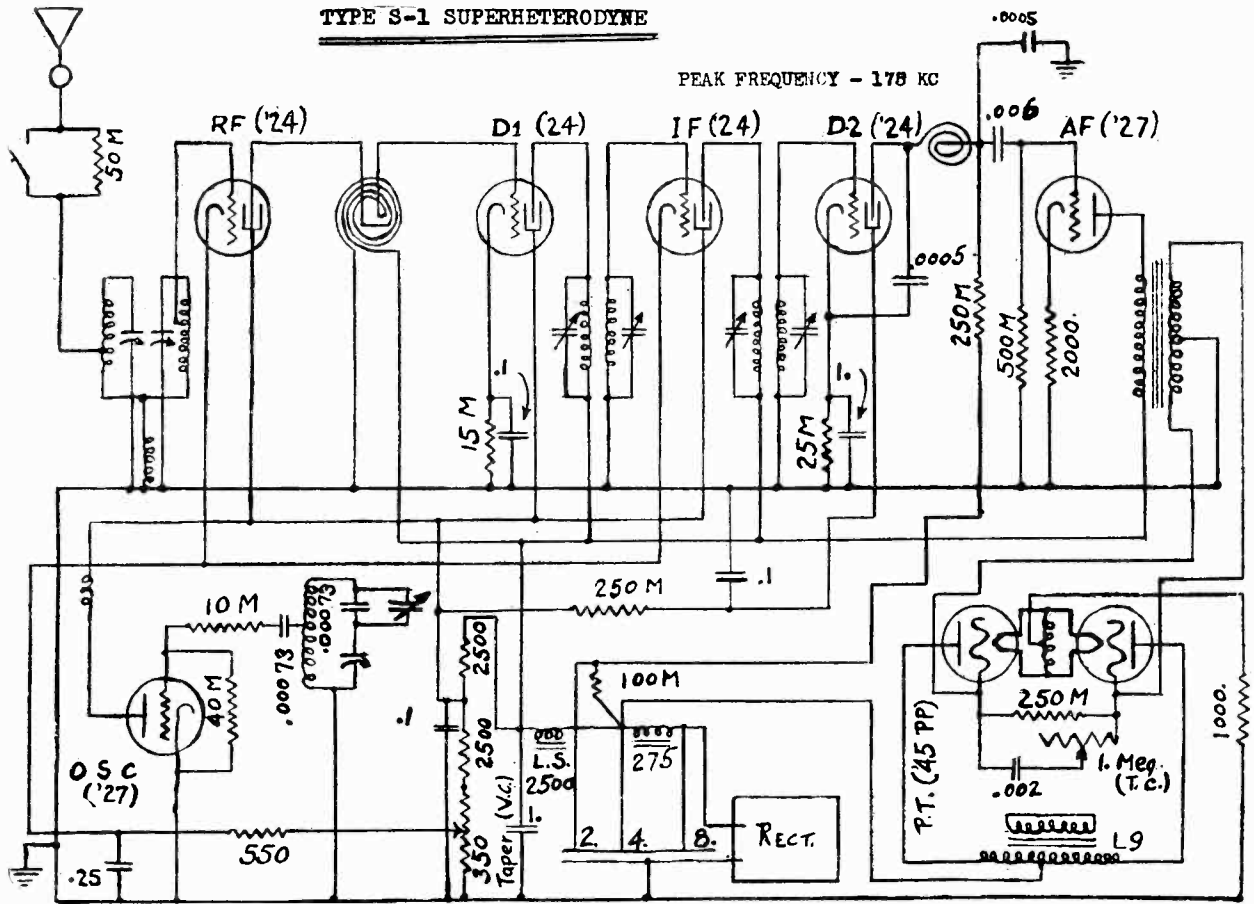 TYPE S-1 SUPERHETERODYNE
.0005
PEAK FREQUENCY - 178 KC
.006
RF ('24)
D1 (24)
IF (24)
D2 ('24)
AF ('27)
50 M
.0005
250 M
500 M
2000.
.1
15 M
1.
25 M
250 M
.1
10 M
.00073
.00073
2500
40 M
100 M
250 M
1000.
.1
2500
L.S.
2500
275
P.T. ('45 PP)
1. Meg.
(T.C.)
.002
OSC
('27)
550
350
Taper (V.C.)
1.
2.
4.
8.
RECT.
L9
.25